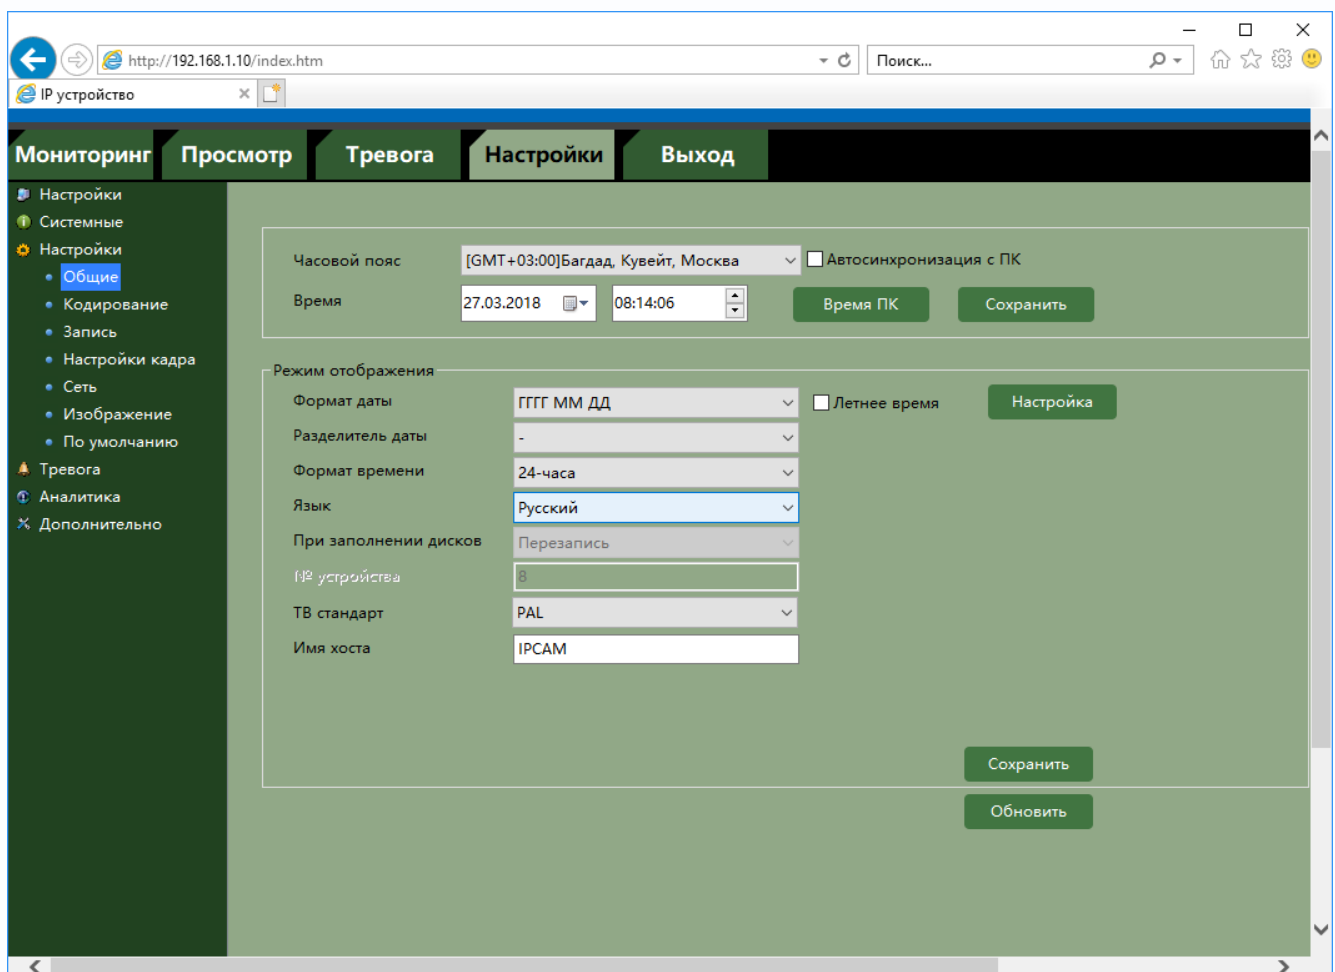 http://192.168.1.10/index.htm
Поиск...
IP устройство
Мониторинг Просмотр Тревога Настройки Выход
Настройки
Системные
Настройки
Общие
Кодирование
Запись
Настройки кадра
Сеть
Изображение
По умолчанию
Тревога
Аналитика
Дополнительно
Часовой пояс [GMT+03:00]Багдад, Кувейт, Москва Автосинхронизация с ПК
Время 27.03.2018 08:14:06 Время ПК Сохранить
Режим отображения
Формат даты ГГГГ ММ ДД Летнее время Настройка
Разделитель даты -
Формат времени 24-часа
Язык Русский
При заполнении дисков Перезапись
№ устройства 8
ТВ стандарт PAL
Имя хоста IPCAM
Сохранить
Обновить